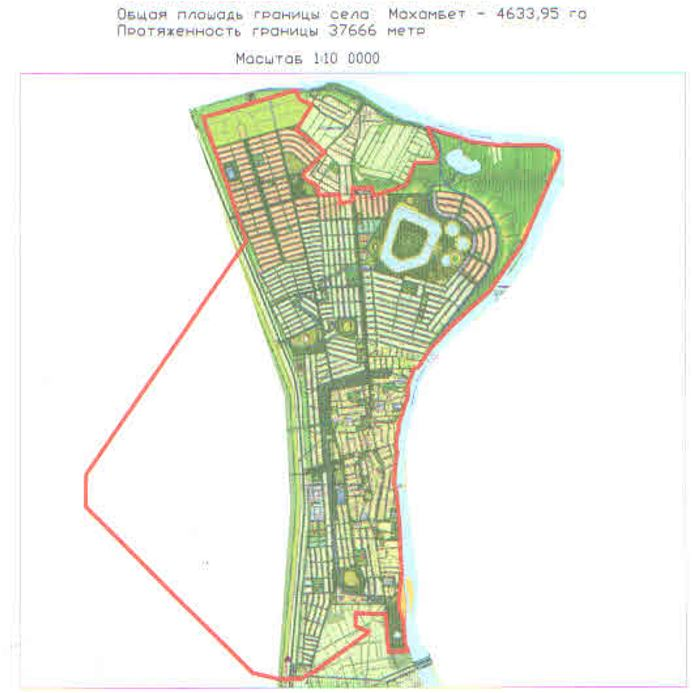 Общая площадь границы села Махамбет - 4633,95 га
Протяженность границы 37666 метр
Масштаб 1:10 0000